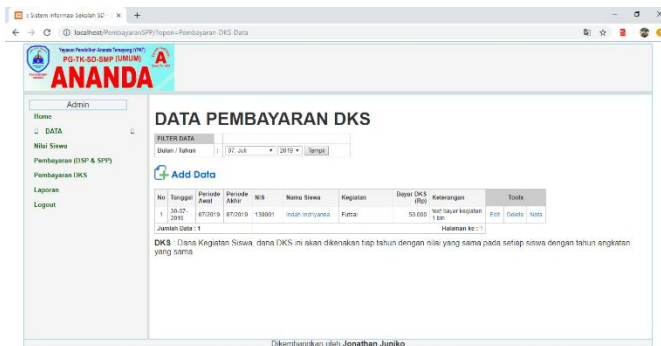 : Sistem Informasi Sekolah SD -
localhost/PembayaranSPP/?open=Pembayaran-DKS-Data
Yayasan Pendidikan Ananda Temayang (YPAT)
PG-TK-SD-SMP (UMUM)
ANANDA
A
Admin
Home
DATA
Nilai Siswa
Pembayaran (DSP & SPP)
Pembayaran DKS
Laporan
Logout
DATA PEMBAYARAN DKS
FILTER DATA
Bulan / Tahun : 07. Juli 2019 Tampil
Add Data
No Tanggal Periode Awal Periode Akhir NIS Nama Siswa Kegiatan Bayar DKS (Rp) Keterangan Tools
1 30-07-2019 07/2019 07/2019 130001 Indah Indriyanna Futsal 50.000 test bayar kegiatan 1 bln Edit Delete Nota
Jumlah Data : 1 Halaman ke : 1
DKS : Dana Kegiatan Siswa, dana DKS ini akan dikenakan tiap tahun dengan nilai yang sama pada setiap siswa dengan tahun angkatan
yang sama
Dikembangkan oleh Jonathan Juniko